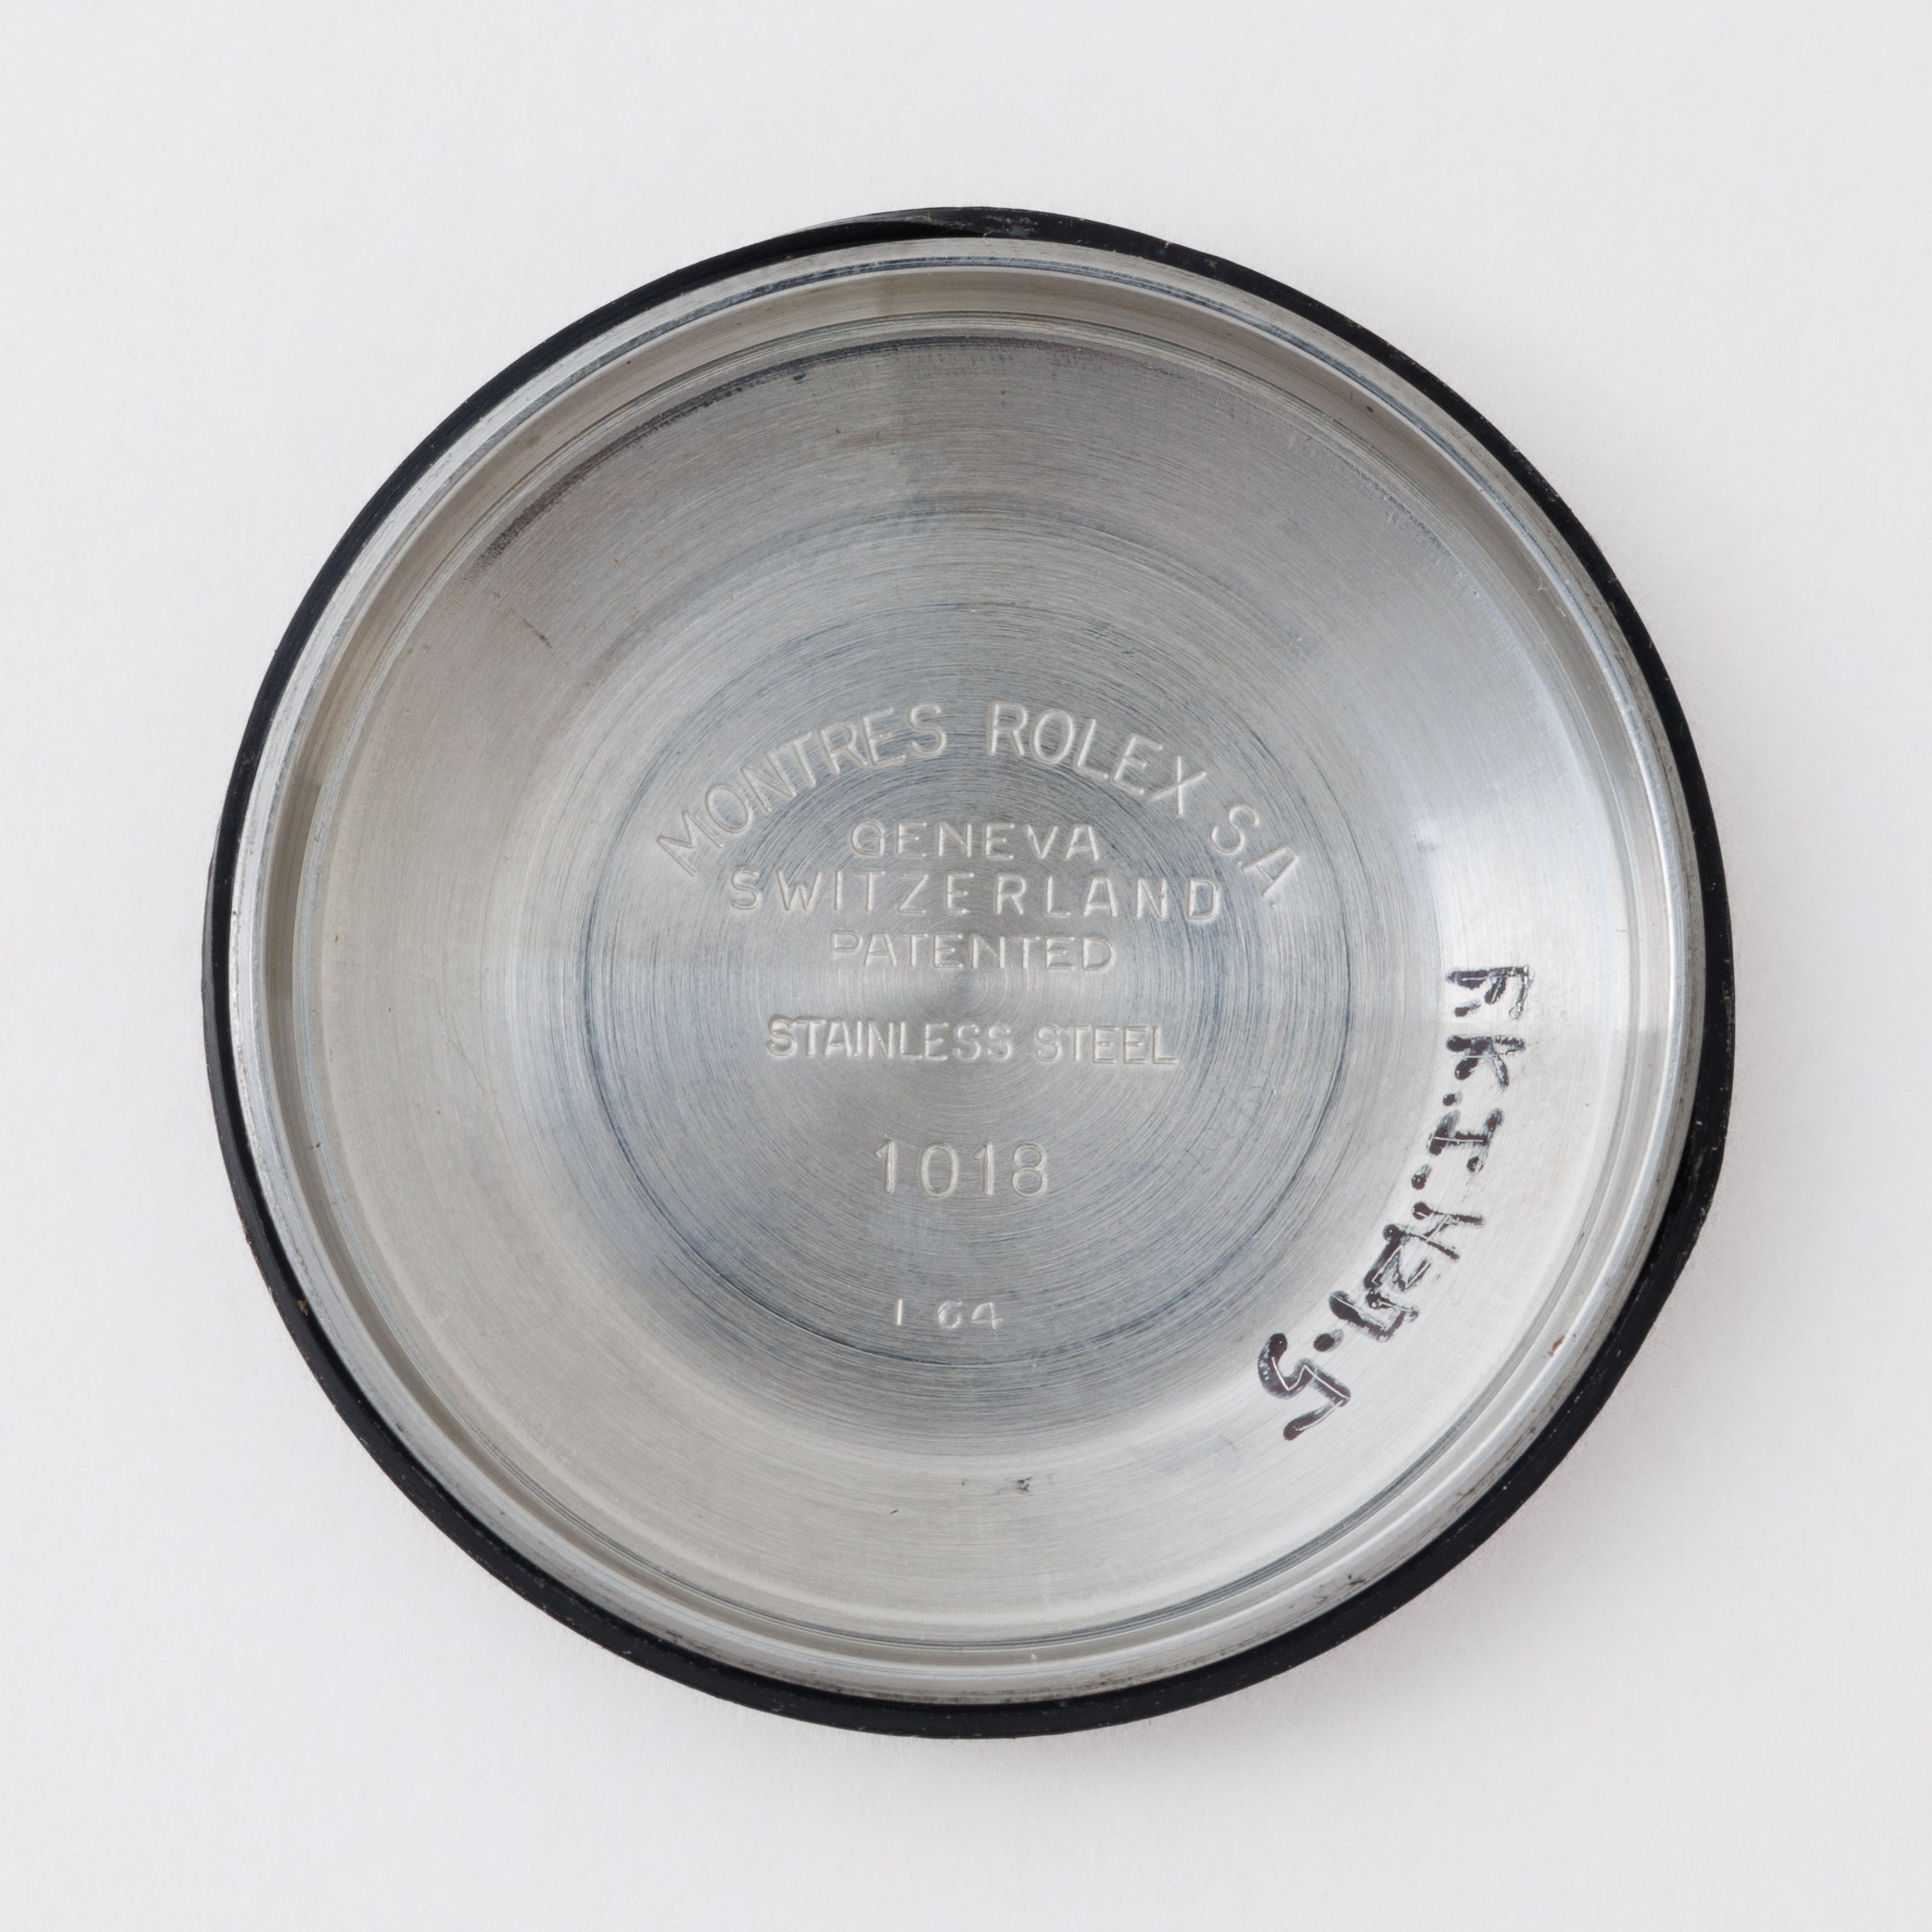 MONTRES ROLEX S.A.
GENEVA
SWITZERLAND
PATENTED
STAINLESS STEEL
1018
I 64